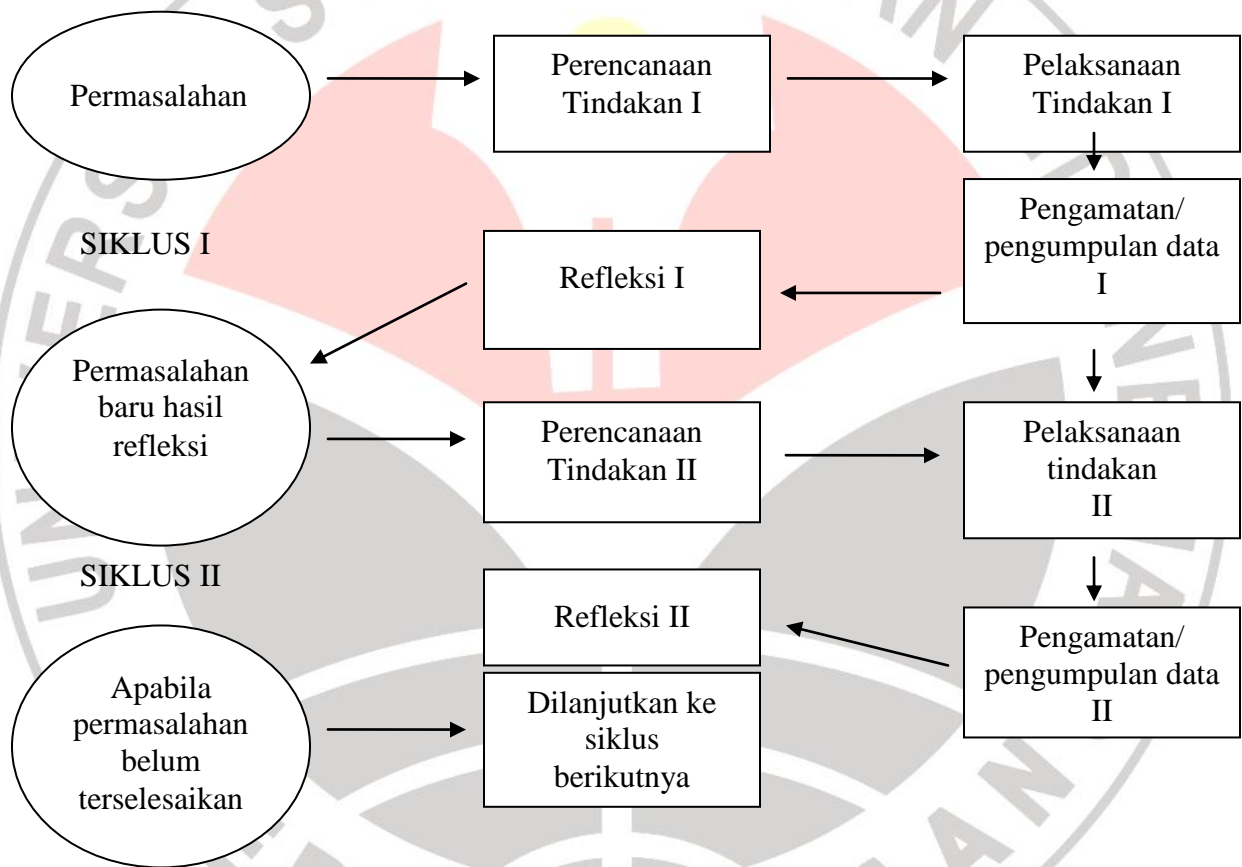 Permasalahan
Perencanaan
Tindakan I
Pelaksanaan
Tindakan I
Pengamatan/
pengumpulan data
I
SIKLUS I
Refleksi I
Permasalahan
baru hasil
refleksi
Perencanaan
Tindakan II
Pelaksanaan
tindakan
II
SIKLUS II
Refleksi II
Pengamatan/
pengumpulan data
II
Apabila
permasalahan
belum
terselesaikan
Dilanjutkan ke
siklus
berikutnya